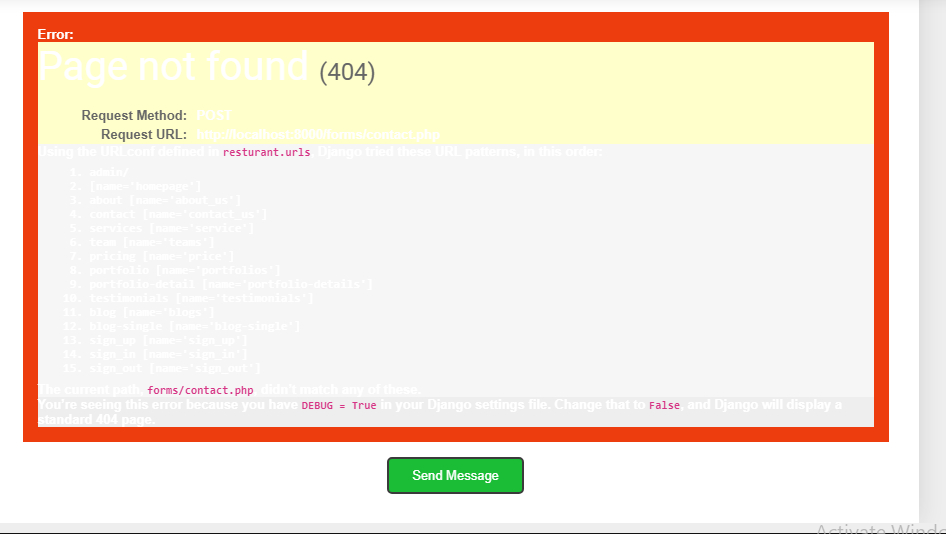 Error:
Page not found (404)
Request Method: POST
Request URL: http://localhost:8000/forms/contact.php
Using the URLconf defined in resturant.urls, Django tried these URL patterns, in this order:
1. admin/
2. [name='homepage']
3. about [name='about_us']
4. contact [name='contact_us']
5. services [name='service']
6. team [name='teams']
7. pricing [name='price']
8. portfolio [name='portfolios']
9. portfolio-detail [name='portfolio-details']
10. testimonials [name='testimonials']
11. blog [name='blogs']
12. blog-single [name='blog-single']
13. sign_up [name='sign_up']
14. sign_in [name='sign_in']
15. sign_out [name='sign_out']
The current path, forms/contact.php, didn't match any of these.
You're seeing this error because you have DEBUG = True in your Django settings file. Change that to False, and Django will display a
standard 404 page.
Send Message
Activate Windo